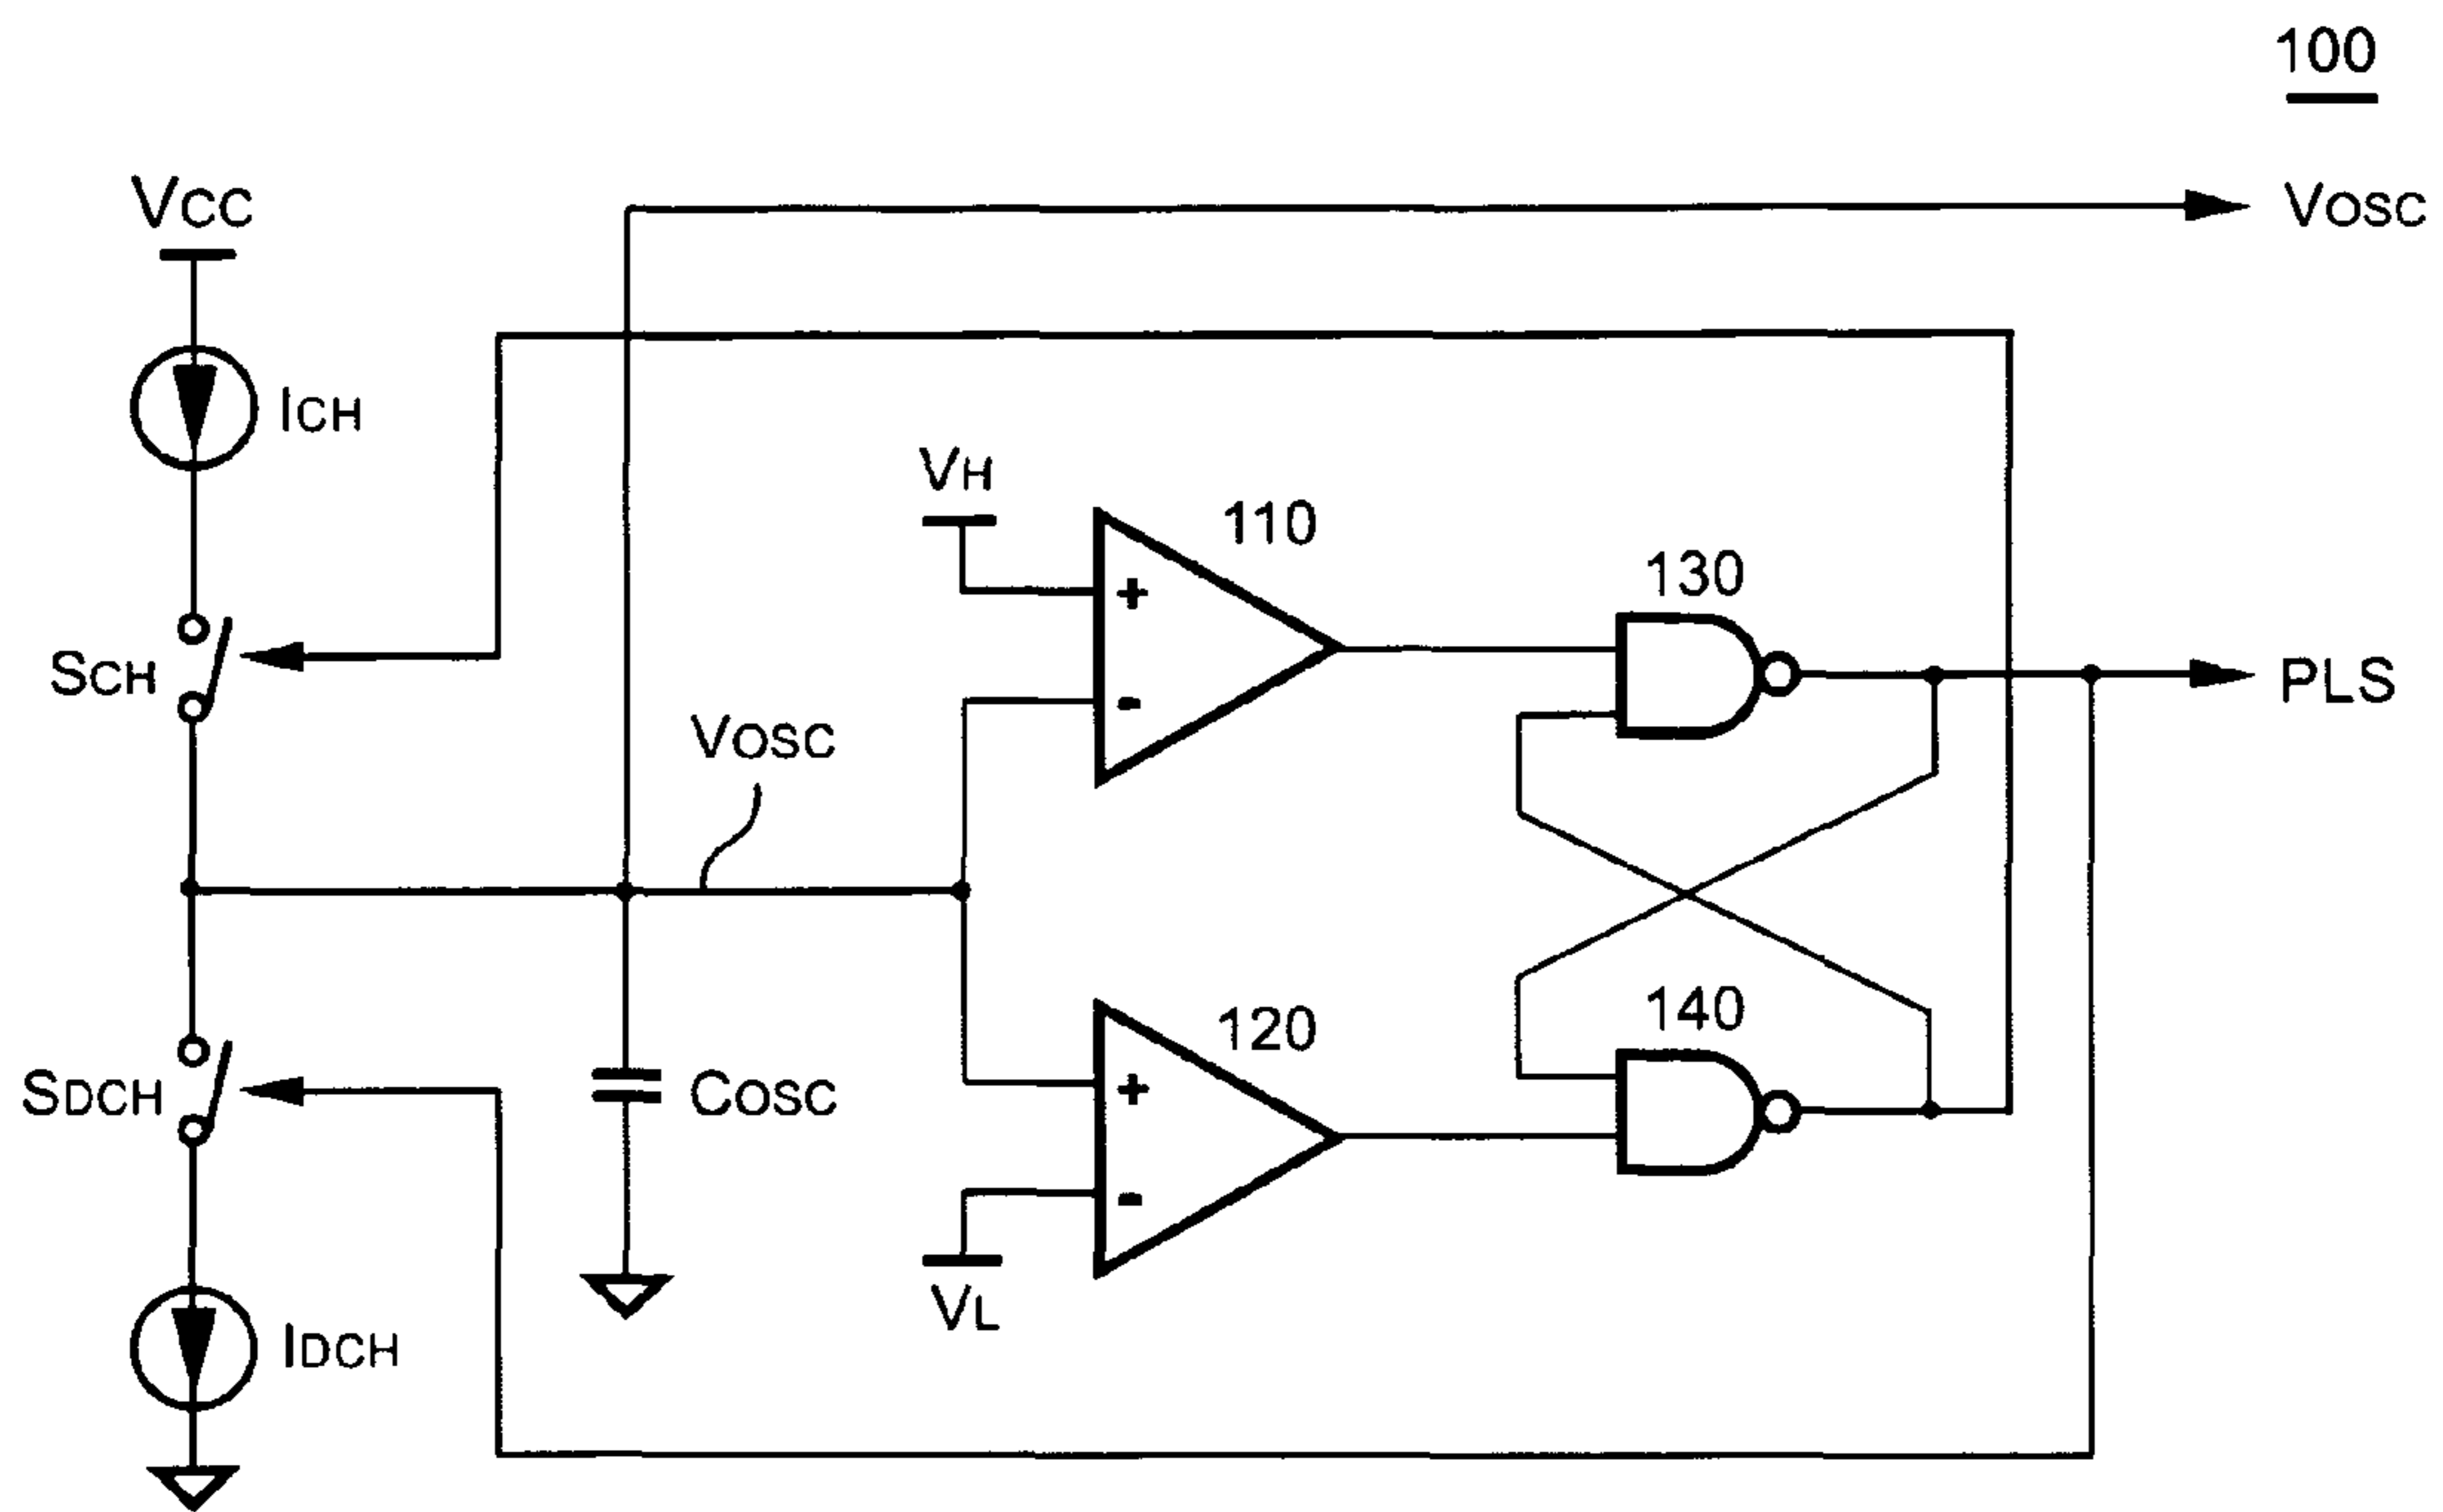 100
VCC
VOSC
ICH
VH
110
130
SCH
VOSC
PLS
+
-
140
120
SDCH
COSC
+
-
VL
IDCH